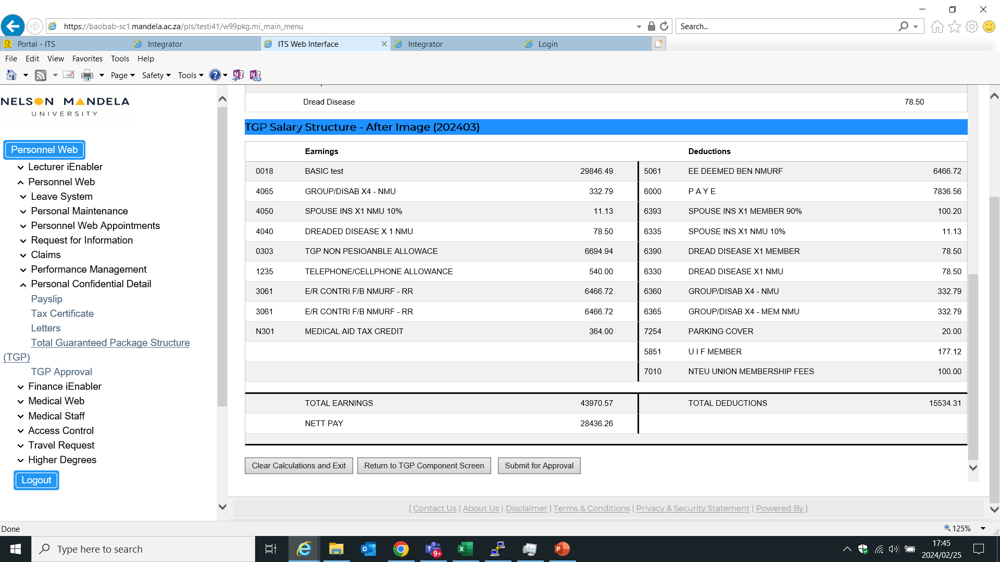 https://baobab-sc1.mandela.ac.za/pls/testi41/w99pkg.mi_main_menu
Search...
Portal - ITS
Integrator
ITS Web Interface
Integrator
Login
File Edit View Favorites Tools Help
Page Safety Tools
NELSON MANDELA
UNIVERSITY
Personnel Web
Lecturer iEnabler
Personnel Web
Leave System
Personal Maintenance
Personnel Web Appointments
Request for Information
Claims
Performance Management
Personal Confidential Detail
Payslip
Tax Certificate
Letters
Total Guaranteed Package Structure
(TGP)
TGP Approval
Finance iEnabler
Medical Web
Medical Staff
Access Control
Travel Request
Higher Degrees
Logout
Dread Disease 78.50
TGP Salary Structure - After Image (202403)
Earnings Deductions
0018 BASIC test 29846.49 5061 EE DEEMED BEN NMURF 6466.72
4065 GROUP/DISAB X4 - NMU 332.79 6000 P A Y E 7836.56
4050 SPOUSE INS X1 NMU 10% 11.13 6393 SPOUSE INS X1 MEMBER 90% 100.20
4040 DREADED DISEASE X 1 NMU 78.50 6335 SPOUSE INS X1 NMU 10% 11.13
0303 TGP NON PESIOANBLE ALLOWACE 6694.94 6390 DREAD DISEASE X1 MEMBER 78.50
1235 TELEPHONE/CELLPHONE ALLOWANCE 540.00 6330 DREAD DISEASE X1 NMU 78.50
3061 E/R CONTRI F/B NMURF - RR 6466.72 6360 GROUP/DISAB X4 - NMU 332.79
3061 E/R CONTRI F/B NMURF - RR 6466.72 6365 GROUP/DISAB X4 - MEM NMU 332.79
N301 MEDICAL AID TAX CREDIT 364.00 7254 PARKING COVER 20.00
5851 U I F MEMBER 177.12
7010 NTEU UNION MEMBERSHIP FEES 100.00
TOTAL EARNINGS 43970.57 TOTAL DEDUCTIONS 15534.31
NETT PAY 28436.26
Clear Calculations and Exit Return to TGP Component Screen Submit for Approval
[ Contact Us | About Us | Disclaimer | Terms & Conditions | Privacy & Security Statement | Powered By ]
Done
125%
Type here to search
9+
17:45
2024/02/25